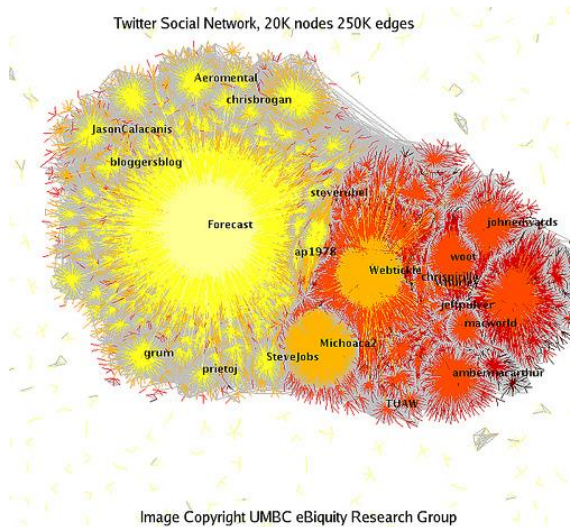 Twitter Social Network, 20K nodes 250K edges
Aeromental
chrisbrogan
JasonCalacanis
bloggersblog
steverubel
Forecast
johnedwards
ap1978
woot
Webtickle
chrispirillo
jeffpulver
macworld
Michoaca2
SteveJobs
grum
prietoj
ambermacarthur
TUAW
Image Copyright UMBC eBiquity Research Group